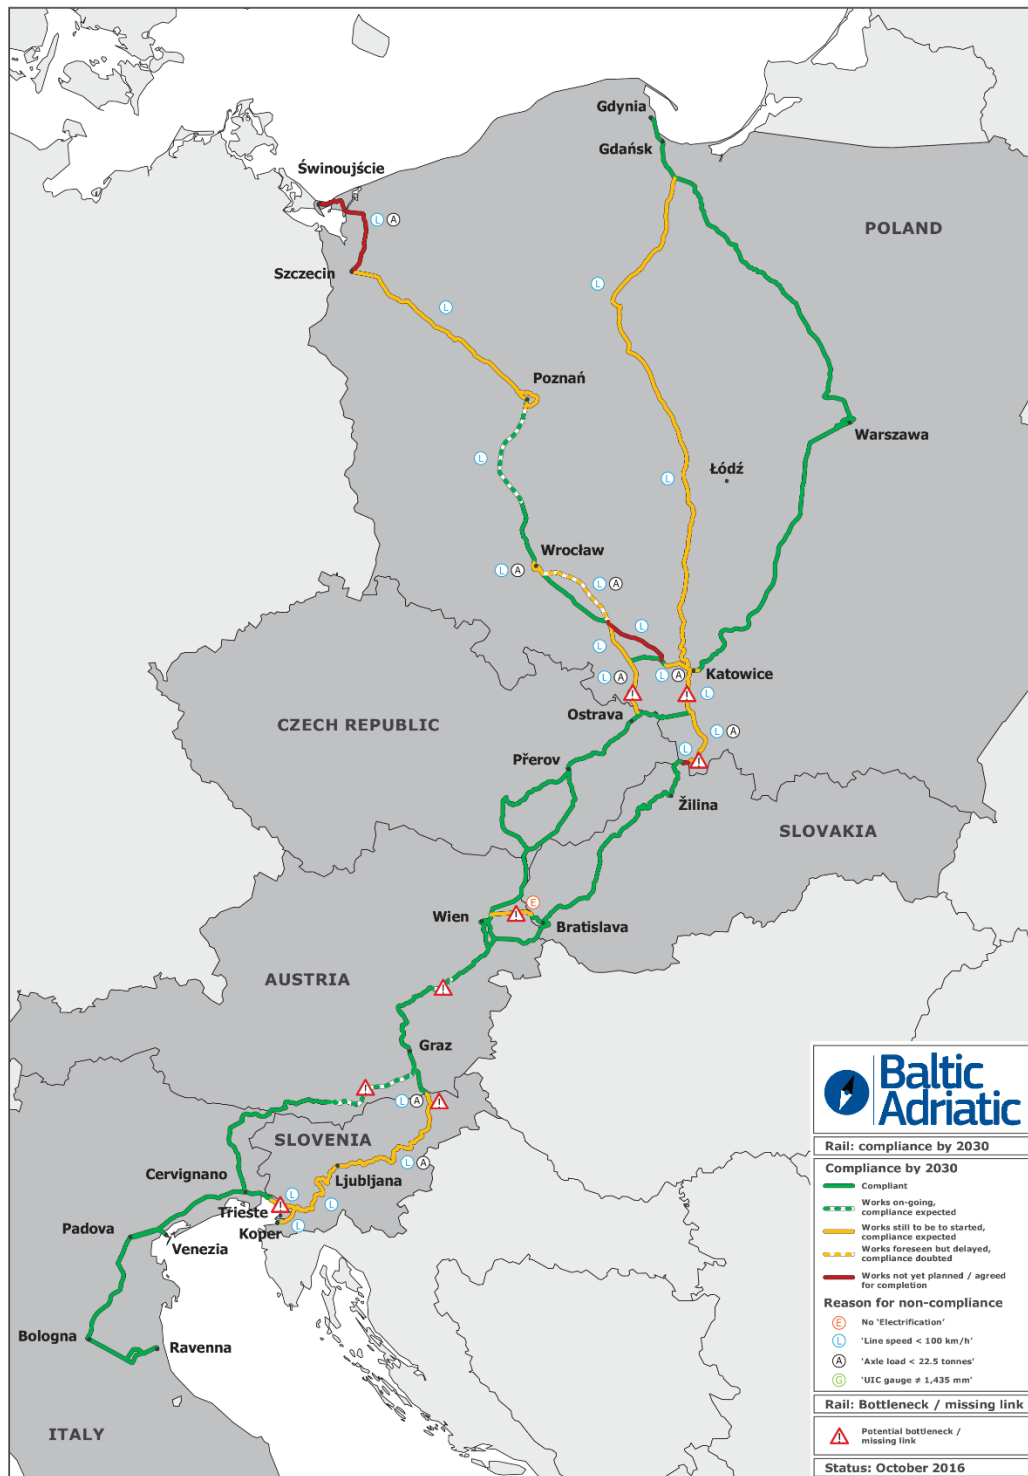 Gdynia
Gdańsk
Świnoujście
L A
POLAND
Szczecin
L
L
Poznań
Warszawa
L
Łódź
L
Wrocław
L A
L A
L
L
L A
L A
Katowice
L
Ostrava
CZECH REPUBLIC
L A
L
Přerov
Žilina
SLOVAKIA
E
Wien
Bratislava
AUSTRIA
Graz
L A
SLOVENIA
L A
Cervignano
Ljubljana
L
L
Trieste
L
Koper
Padova
Venezia
Bologna
Ravenna
ITALY
Baltic
Adriatic
Rail: compliance by 2030
Compliance by 2030
Compliant
Works on-going,
compliance expected
Works still to be to started,
compliance expected
Works foreseen but delayed,
compliance doubted
Works not yet planned / agreed
for completion
Reason for non-compliance
E No ‘Electrification’
L ‘Line speed < 100 km/h’
A ‘Axle load < 22.5 tonnes’
G ‘UIC gauge ≠ 1,435 mm’
Rail: Bottleneck / missing link
! Potential bottleneck /
missing link
Status: October 2016